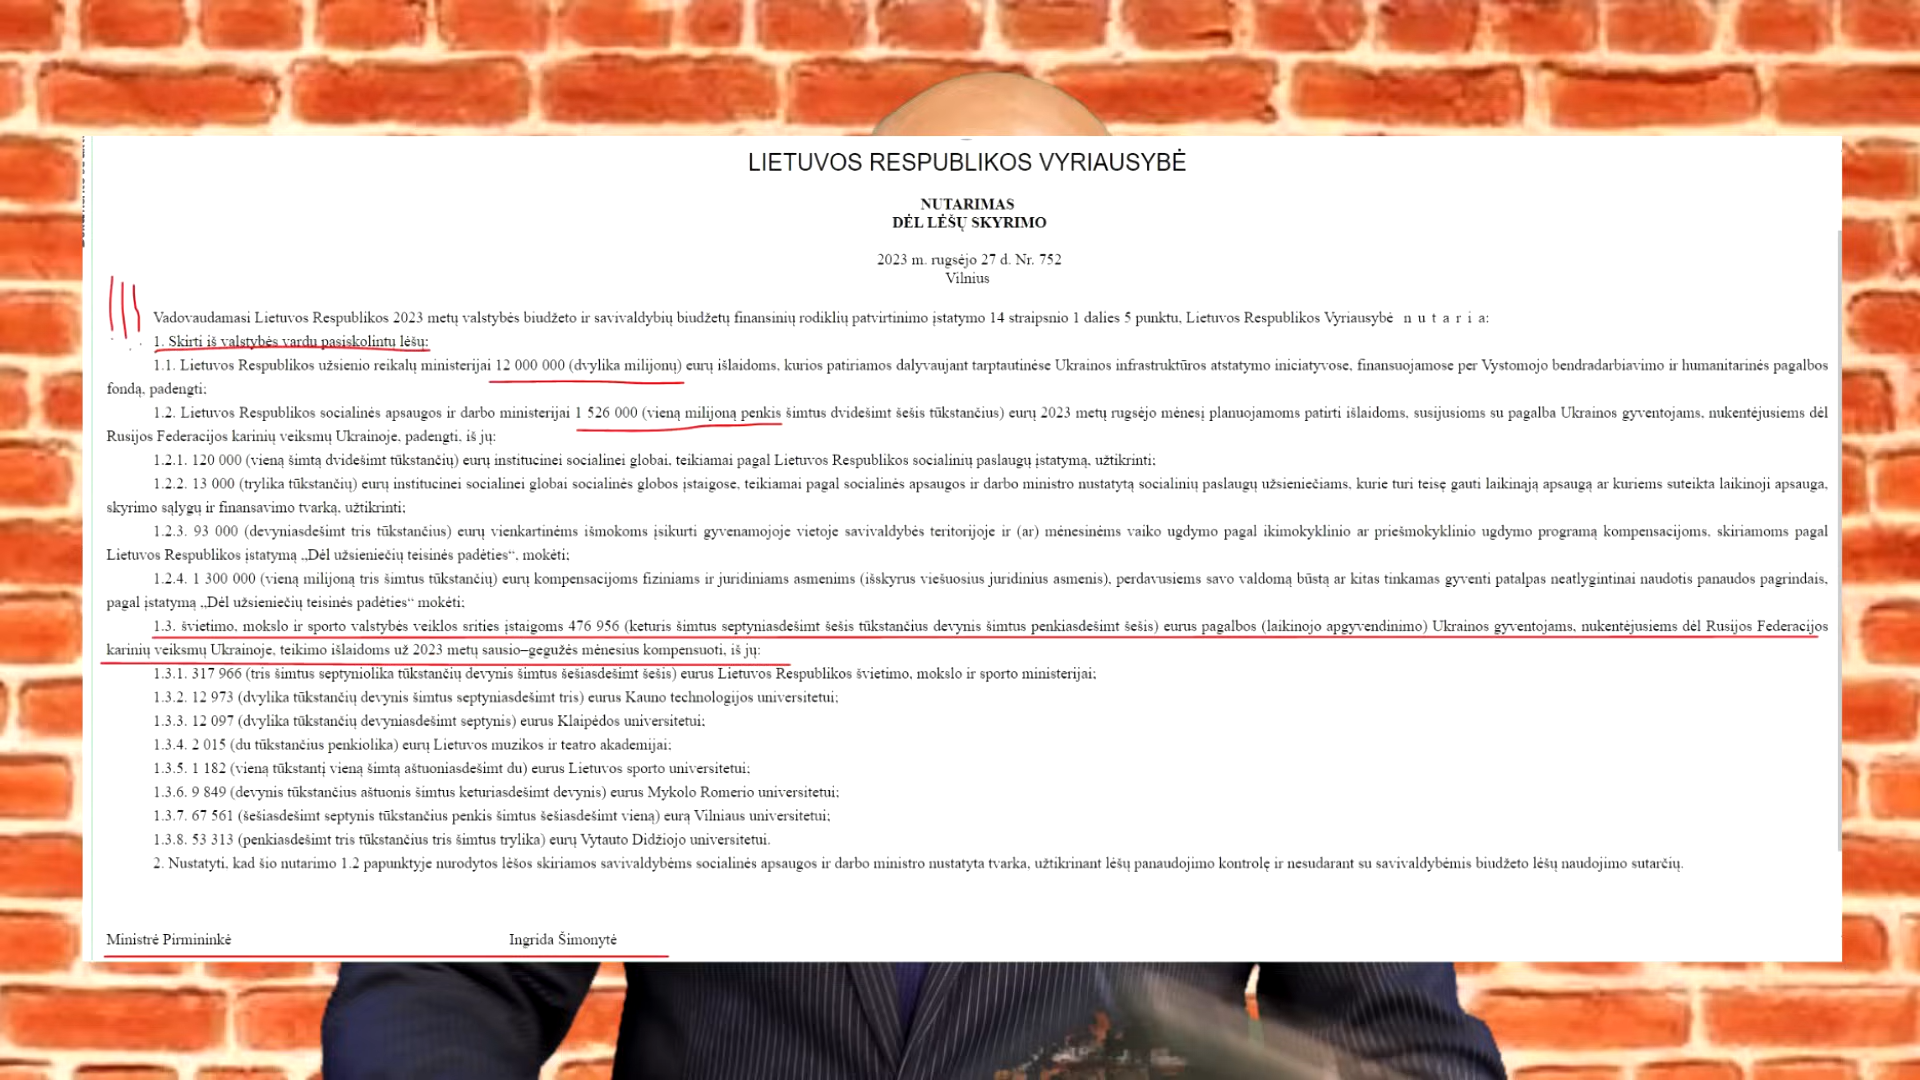 LIETUVOS RESPUBLIKOS VYRIAUSYBĖ
NUTARIMAS
DĖL LĖŠŲ SKYRIMO
2023 m. rugsėjo 27 d. Nr. 752
Vilnius
Vadovaudamasi Lietuvos Respublikos 2023 metų valstybės biudžeto ir savivaldybių biudžetų finansinių rodiklių patvirtinimo įstatymo 14 straipsnio 1 dalies 5 punktu, Lietuvos Respublikos Vyriausybė n u t a r i a:
1. Skirti iš valstybės vardu pasiskolintų lėšų:
1.1. Lietuvos Respublikos užsienio reikalų ministerijai 12 000 000 (dvylika milijonų) eurų išlaidoms, kurios patiriamos dalyvaujant tarptautinėse Ukrainos infrastruktūros atstatymo iniciatyvose, finansuojamose per Vystomojo bendradarbiavimo ir humanitarinės pagalbos
fondą, padengti;
1.2. Lietuvos Respublikos socialinės apsaugos ir darbo ministerijai 1 526 000 (vieną milijoną penkis šimtus dvidešimt šešis tūkstančius) eurų 2023 metų rugsėjo mėnesį planuojamoms patirti išlaidoms, susijusioms su pagalba Ukrainos gyventojams, nukentėjusiems dėl
Rusijos Federacijos karinių veiksmų Ukrainoje, padengti, iš jų:
1.2.1. 120 000 (vieną šimtą dvidešimt tūkstančių) eurų institucinei socialinei globai, teikiamai pagal Lietuvos Respublikos socialinių paslaugų įstatymą, užtikrinti;
1.2.2. 13 000 (trylika tūkstančių) eurų institucinei socialinei globai socialinės globos įstaigose, teikiamai pagal socialinės apsaugos ir darbo ministro nustatytą socialinių paslaugų užsieniečiams, kurie turi teisę gauti laikinąją apsaugą ar kuriems suteikta laikinoji apsauga,
skyrimo sąlygų ir finansavimo tvarką, užtikrinti;
1.2.3. 93 000 (devyniasdešimt tris tūkstančius) eurų vienkartinėms išmokoms įsikurti gyvenamojoje vietoje savivaldybės teritorijoje ir (ar) mėnesinėms vaiko ugdymo pagal ikimokyklinio ar priešmokyklinio ugdymo programą kompensacijoms, skiriamoms pagal
Lietuvos Respublikos įstatymą „Dėl užsieniečių teisinės padėties“, mokėti;
1.2.4. 1 300 000 (vieną milijoną tris šimtus tūkstančių) eurų kompensacijoms fiziniams ir juridiniams asmenims (išskyrus viešuosius juridinius asmenis), perdavusiems savo valdomą būstą ar kitas tinkamas gyventi patalpas neatlygintinai naudotis panaudos pagrindais,
pagal įstatymą „Dėl užsieniečių teisinės padėties“ mokėti;
1.3. švietimo, mokslo ir sporto valstybės veiklos srities įstaigoms 476 956 (keturis šimtus septyniasdešimt šešis tūkstančius devynis šimtus penkiasdešimt šešis) eurus pagalbos (laikinojo apgyvendinimo) Ukrainos gyventojams, nukentėjusiems dėl Rusijos Federacijos
karinių veiksmų Ukrainoje, teikimo išlaidoms už 2023 metų sausio–gegužės mėnesius kompensuoti, iš jų:
1.3.1. 317 966 (tris šimtus septyniolika tūkstančių devynis šimtus šešiasdešimt šešis) eurus Lietuvos Respublikos švietimo, mokslo ir sporto ministerijai;
1.3.2. 12 973 (dvylika tūkstančių devynis šimtus septyniasdešimt tris) eurus Kauno technologijos universitetui;
1.3.3. 12 097 (dvylika tūkstančių devyniasdešimt septynis) eurus Klaipėdos universitetui;
1.3.4. 2 015 (du tūkstančius penkiolika) eurų Lietuvos muzikos ir teatro akademijai;
1.3.5. 1 182 (vieną tūkstantį vieną šimtą aštuoniasdešimt du) eurus Lietuvos sporto universitetui;
1.3.6. 9 849 (devynis tūkstančius aštuonis šimtus keturiasdešimt devynis) eurus Mykolo Romerio universitetui;
1.3.7. 67 561 (šešiasdešimt septynis tūkstančius penkis šimtus šešiasdešimt vieną) eurą Vilniaus universitetui;
1.3.8. 53 313 (penkiasdešimt tris tūkstančius tris šimtus trylika) eurų Vytauto Didžiojo universitetui.
2. Nustatyti, kad šio nutarimo 1.2 papunktyje nurodytos lėšos skiriamos savivaldybėms socialinės apsaugos ir darbo ministro nustatyta tvarka, užtikrinant lėšų panaudojimo kontrolę ir nesudarant su savivaldybėmis biudžeto lėšų naudojimo sutarčių.
Ministrė Pirmininkė Ingrida Šimonytė